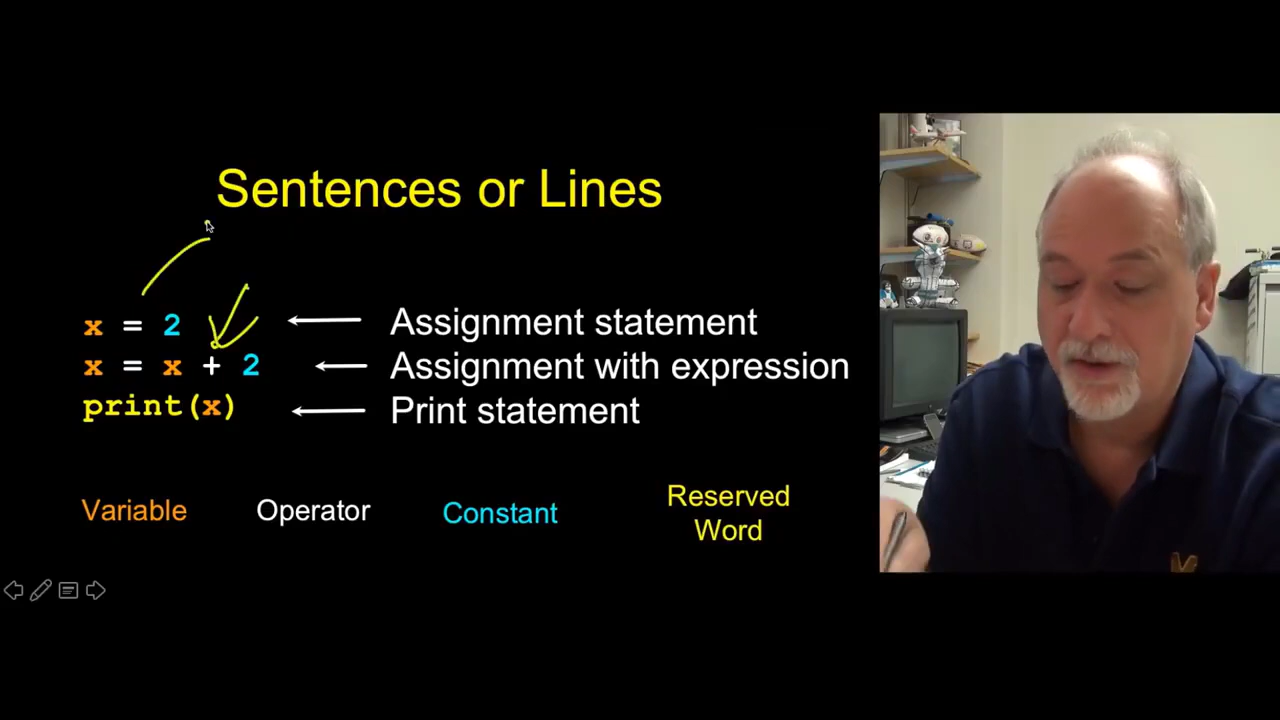 Sentences or Lines
x = 2
Assignment statement
x = x + 2
Assignment with expression
print(x)
Print statement
Variable
Operator
Constant
Reserved
Word